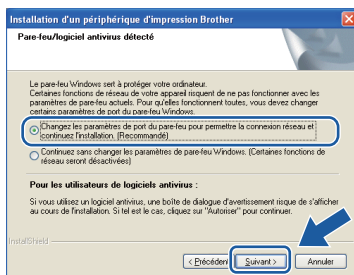 Installation d'un périphérique d'impression Brother
Pare-feu/logiciel antivirus détecté
Le pare-feu Windows sert à protéger votre ordinateur.
Certaines fonctions de réseau de votre appareil risquent de ne pas fonctionner avec les
paramètres de pare-feu actuels. Pour qu'elles fonctionnent toutes, vous devez changer
certains paramètres de port du pare-feu Windows.
Changez les paramètres de port du pare-feu pour permettre la connexion réseau et
continuez l'installation. (Recommandé)
Continuez sans changer les paramètres de pare-feu Windows. (Certaines fonctions de
réseau seront désactivées)
Pour les utilisateurs de logiciels antivirus :
Si vous utilisez un logiciel antivirus, une boîte de dialogue d'avertissement risque de s'afficher
au cours de l'installation. Si tel est le cas, cliquez sur "Autoriser" pour continuer.
InstallShield
< Précédent Suivant > Annuler